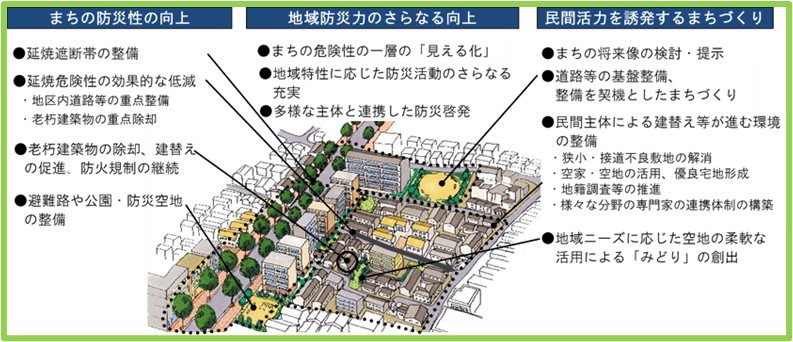 まちの防災性の向上
●延焼遮断帯の整備
●延焼危険性の効果的な低減
・地区内道路等の重点整備
・老朽建築物の重点除却
●老朽建築物の除却、建替え
の促進、防火規制の継続
●避難路や公園・防災空地
の整備
地域防災力のさらなる向上
●まちの危険性の一層の「見える化」
●地域特性に応じた防災活動のさらなる
充実
●多様な主体と連携した防災啓発
民間活力を誘発するまちづくり
●まちの将来像の検討・提示
●道路等の基盤整備、
整備を契機としたまちづくり
●民間主体による建替え等が進む環境
の整備
・狭小・接道不良敷地の解消
・空家・空地の活用、優良宅地形成
・地籍調査等の推進
・様々な分野の専門家の連携体制の構築
●地域ニーズに応じた空地の柔軟な
活用による「みどり」の創出